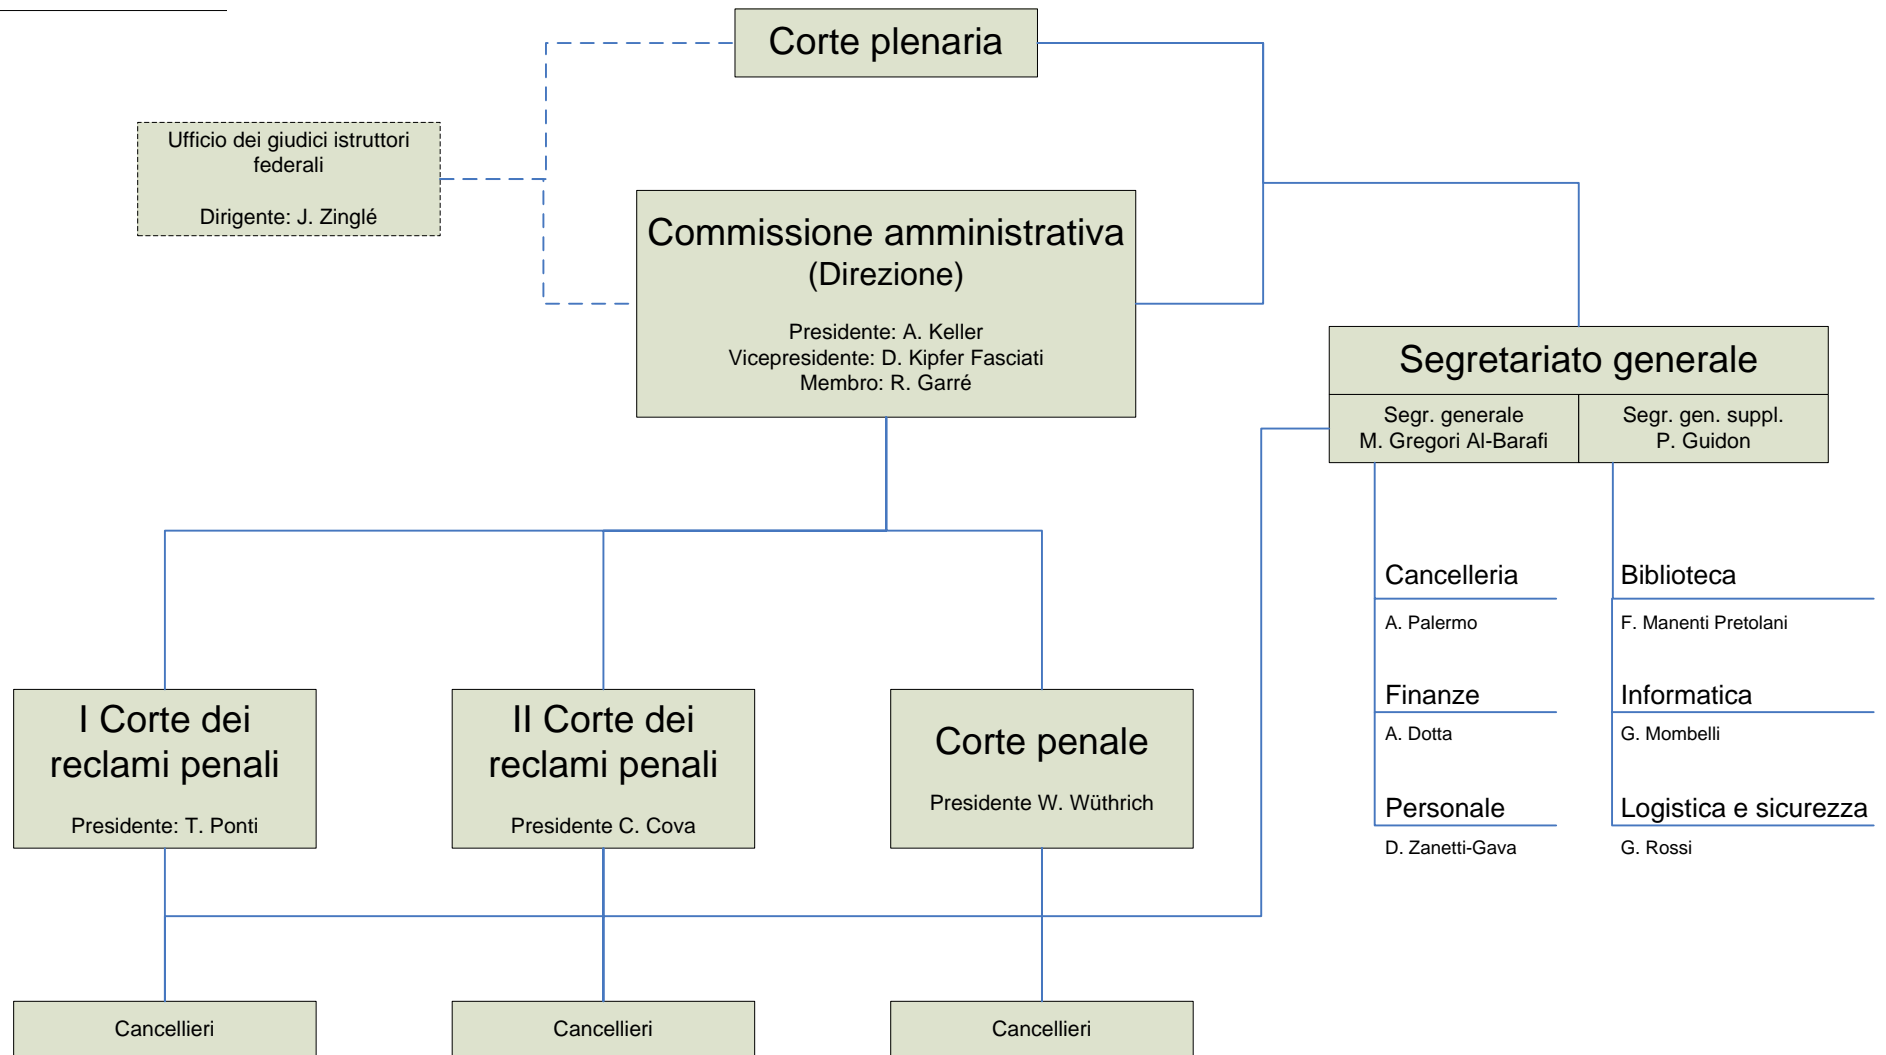 Corte plenaria
Ufficio dei giudici istruttori
federali
Dirigente: J. Zinglé
Commissione amministrativa
(Direzione)
Presidente: A. Keller
Vicepresidente: D. Kipfer Fasciati
Membro: R. Garré
Segretariato generale
Segr. generale
M. Gregori Al-Barafi
Segr. gen. suppl.
P. Guidon
Cancelleria
A. Palermo
Finanze
A. Dotta
Personale
D. Zanetti-Gava
Biblioteca
F. Manenti Pretolani
Informatica
G. Mombelli
Logistica e sicurezza
G. Rossi
I Corte dei
reclami penali
Presidente: T. Ponti
II Corte dei
reclami penali
Presidente C. Cova
Corte penale
Presidente W. Wüthrich
Cancellieri
Cancellieri
Cancellieri